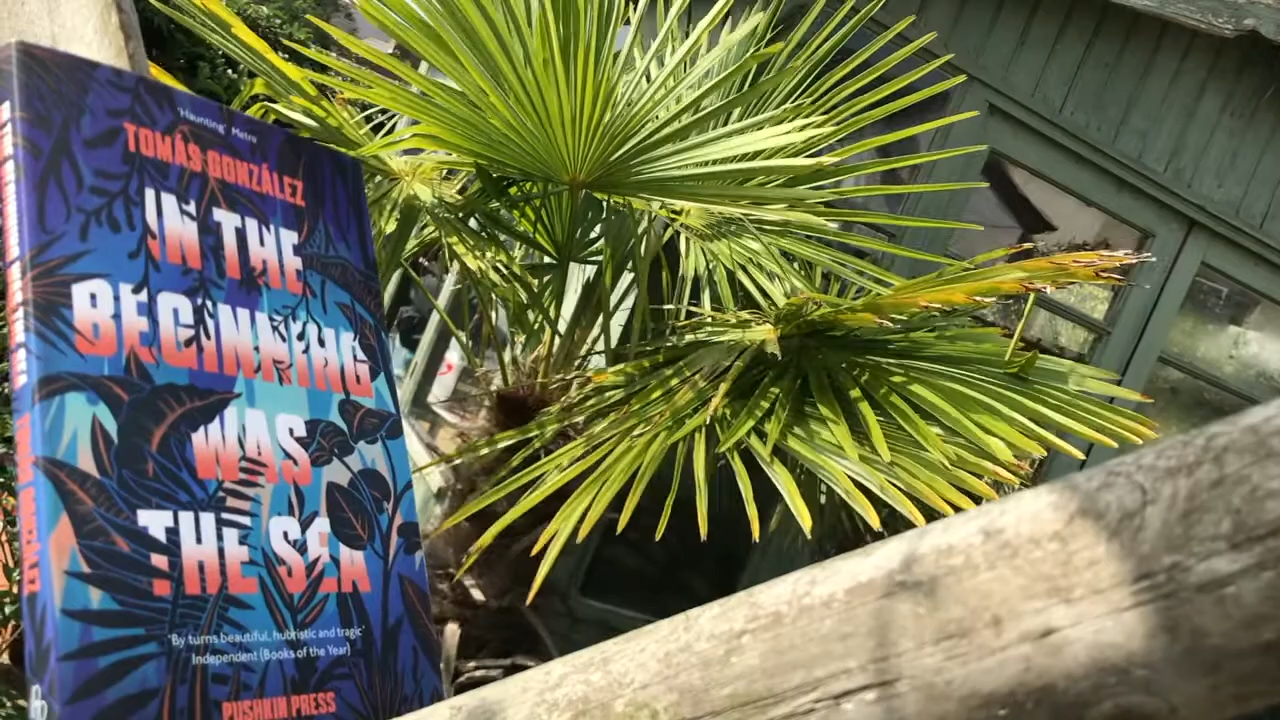 'Haunting' Metro
TOMÁS GONZÁLEZ
IN THE
BEGINNING
WAS
THE SEA
'By turns beautiful, hubristic and tragic'
Independent (Books of the Year)
PUSHKIN PRESS